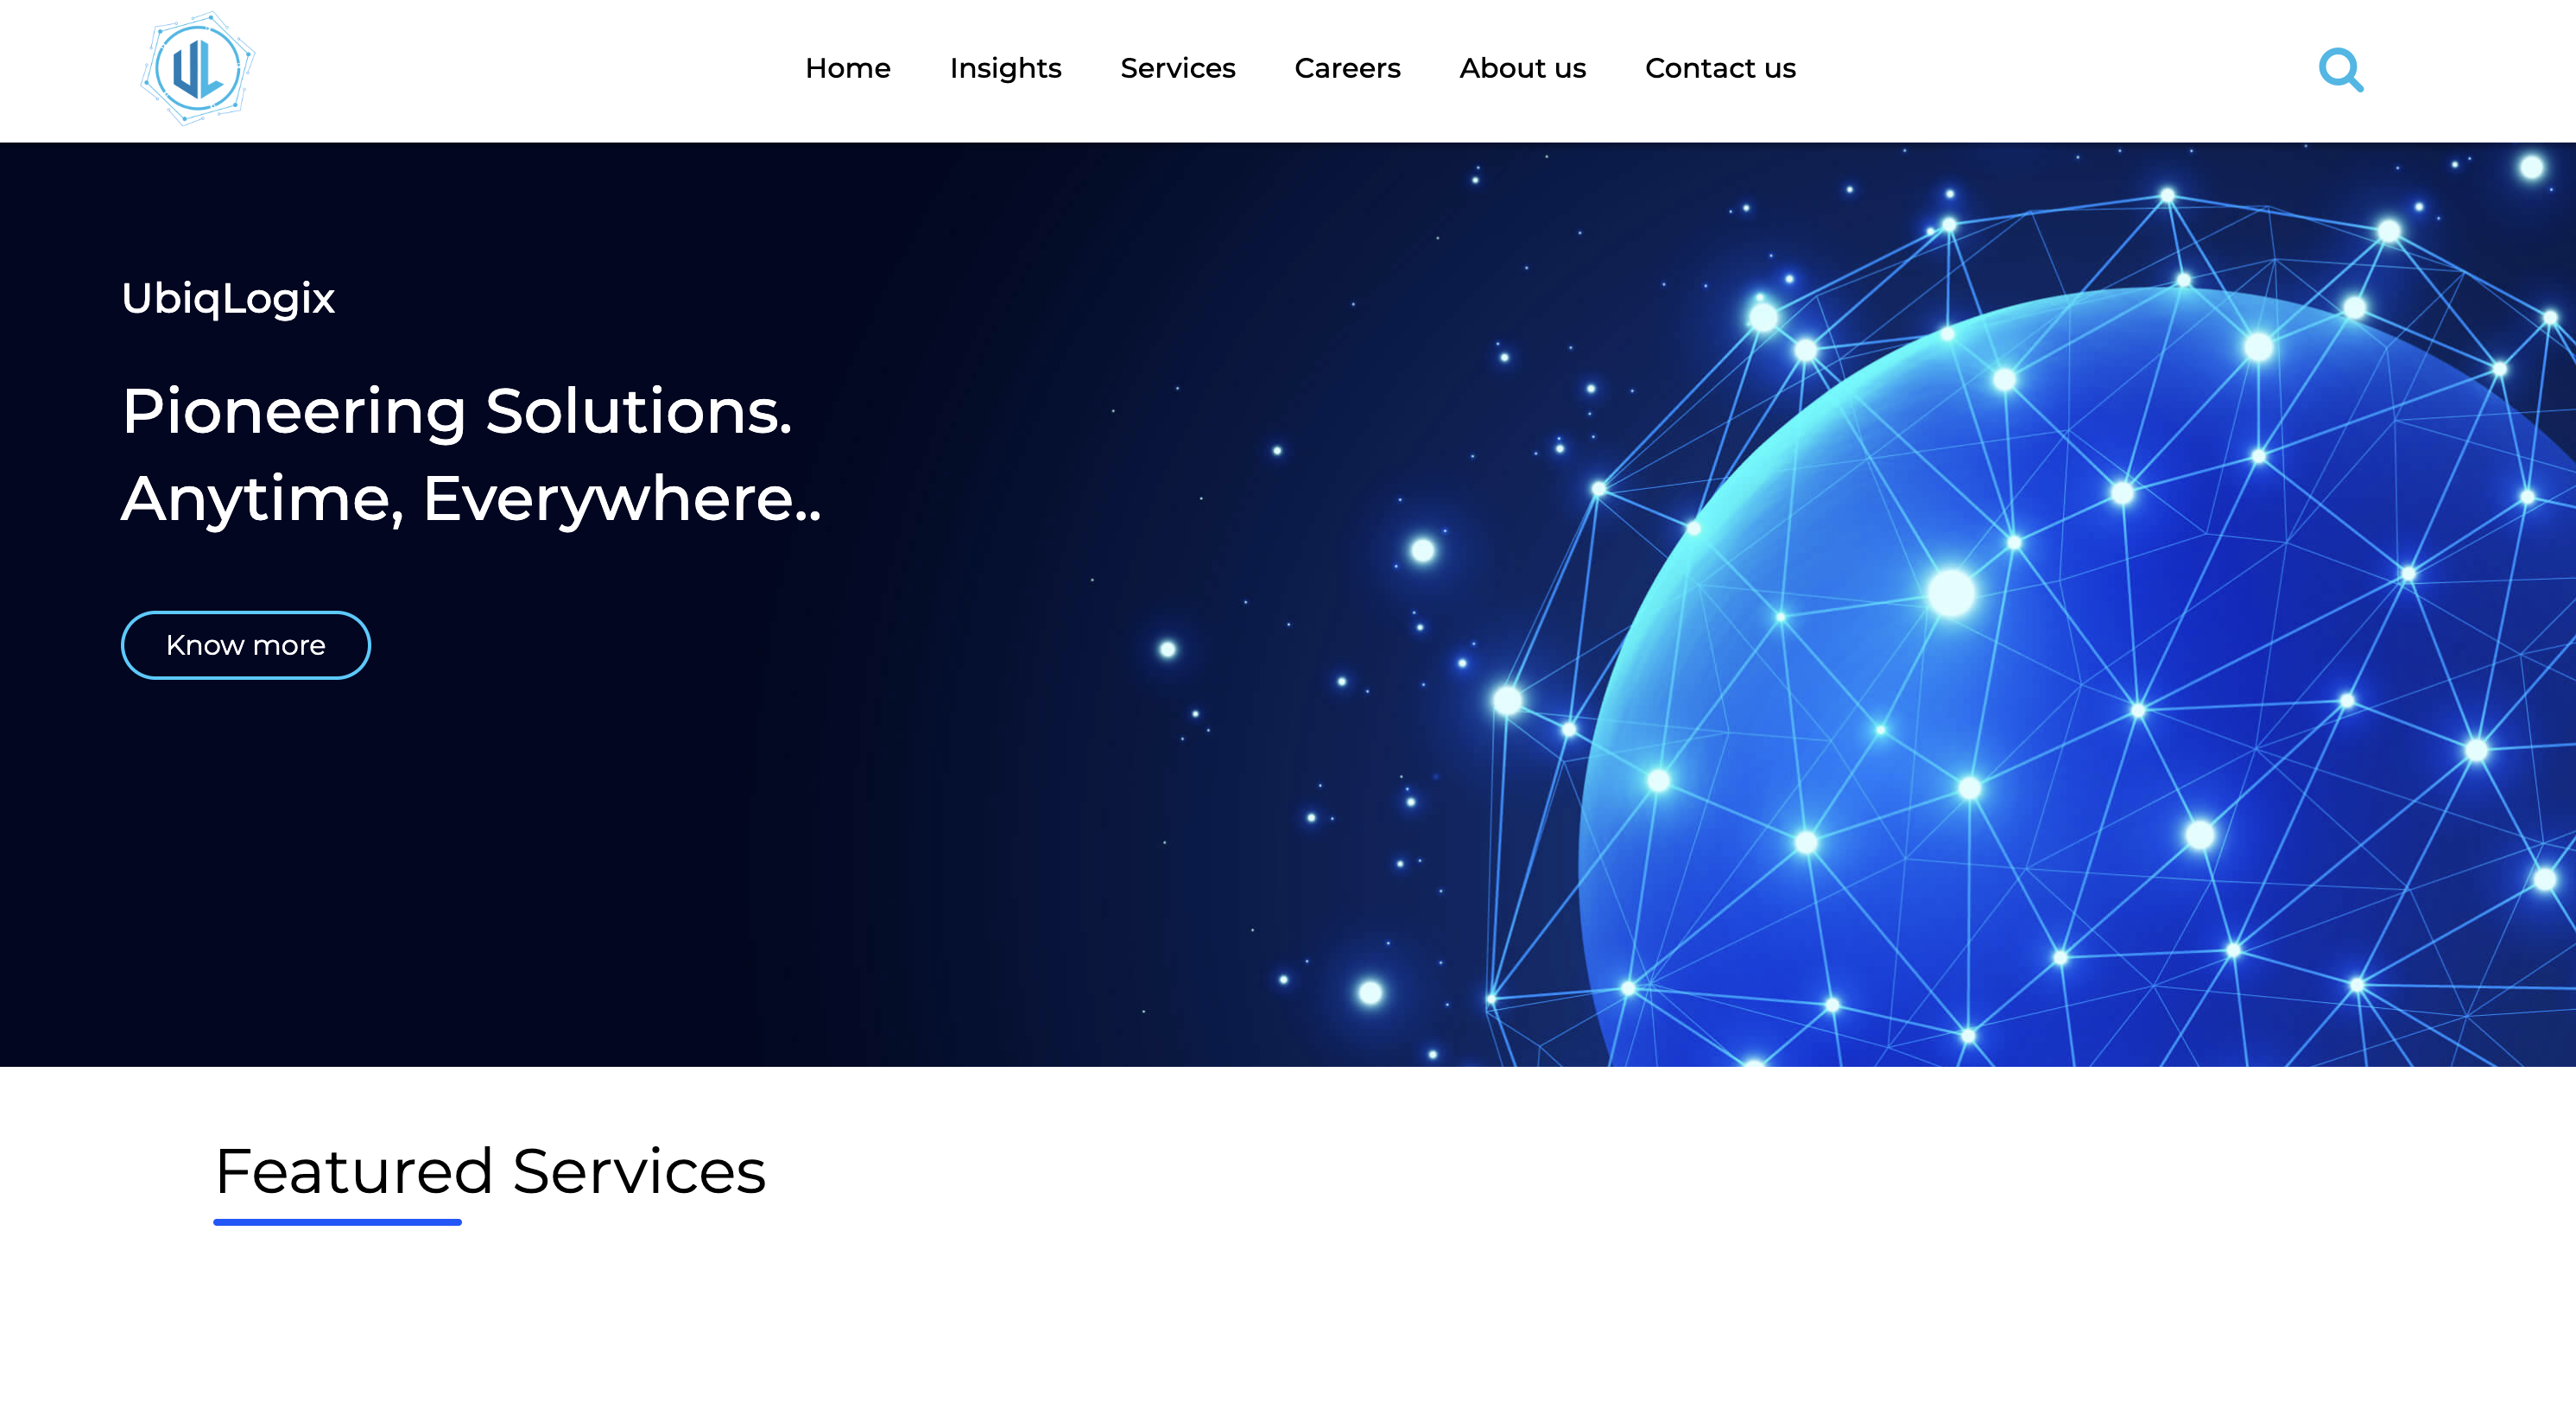 UL
Home Insights Services Careers About us Contact us
UbiqLogix
Pioneering Solutions.
Anytime, Everywhere..
Know more
Featured Services